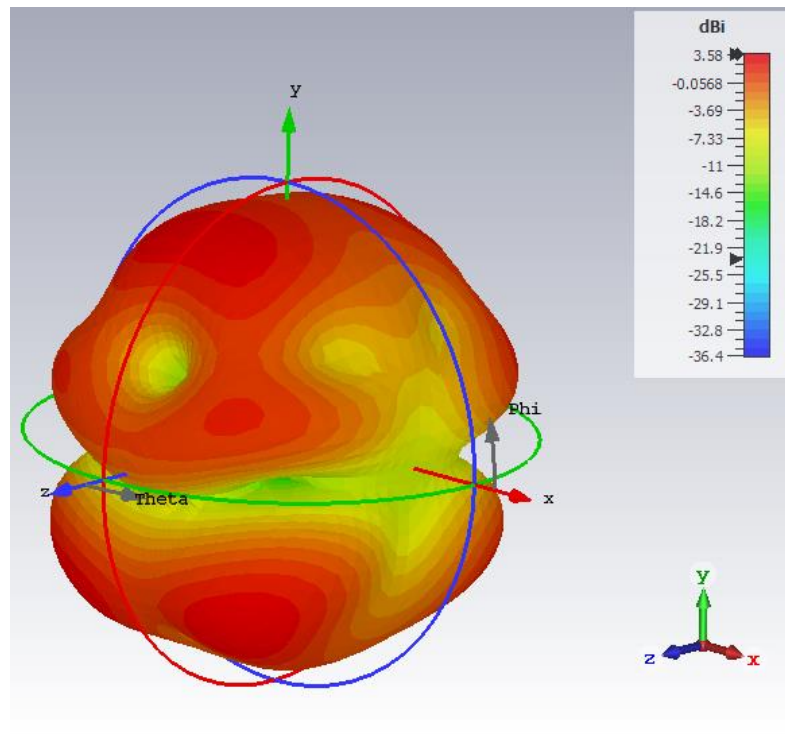 dBi
3.58
-0.0568
-3.69
-7.33
-11
-14.6
-18.2
-21.9
-25.5
-29.1
-32.8
-36.4
y
Phi
z
Theta
x
y
z
x